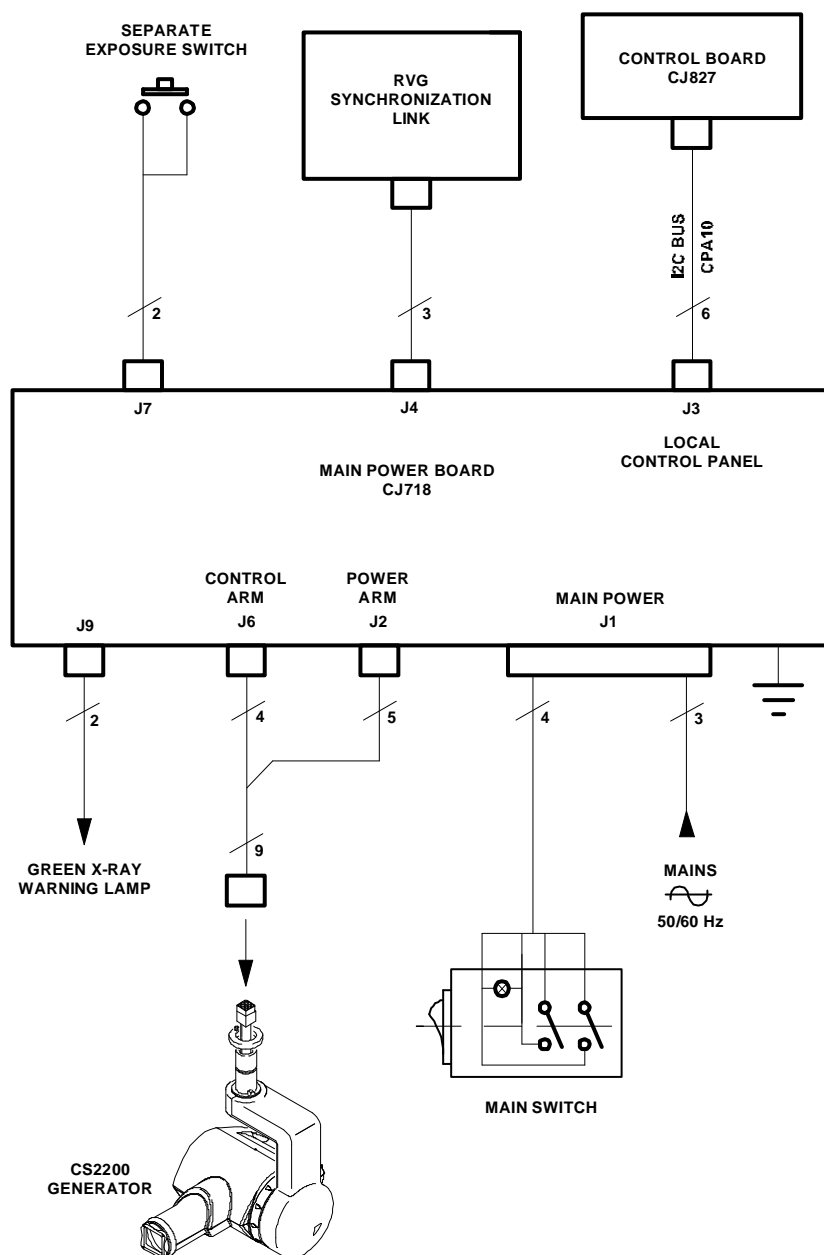 SEPARATE
EXPOSURE SWITCH
RVG
SYNCHRONIZATION
LINK
CONTROL BOARD
CJ827
I2C BUS
CPA10
2
3
6
J7
J4
J3
LOCAL
CONTROL PANEL
MAIN POWER BOARD
CJ718
CONTROL
ARM
J6
POWER
ARM
J2
MAIN POWER
J1
J9
2
4
5
4
3
9
GREEN X-RAY
WARNING LAMP
MAINS
50/60 Hz
MAIN SWITCH
CS2200
GENERATOR